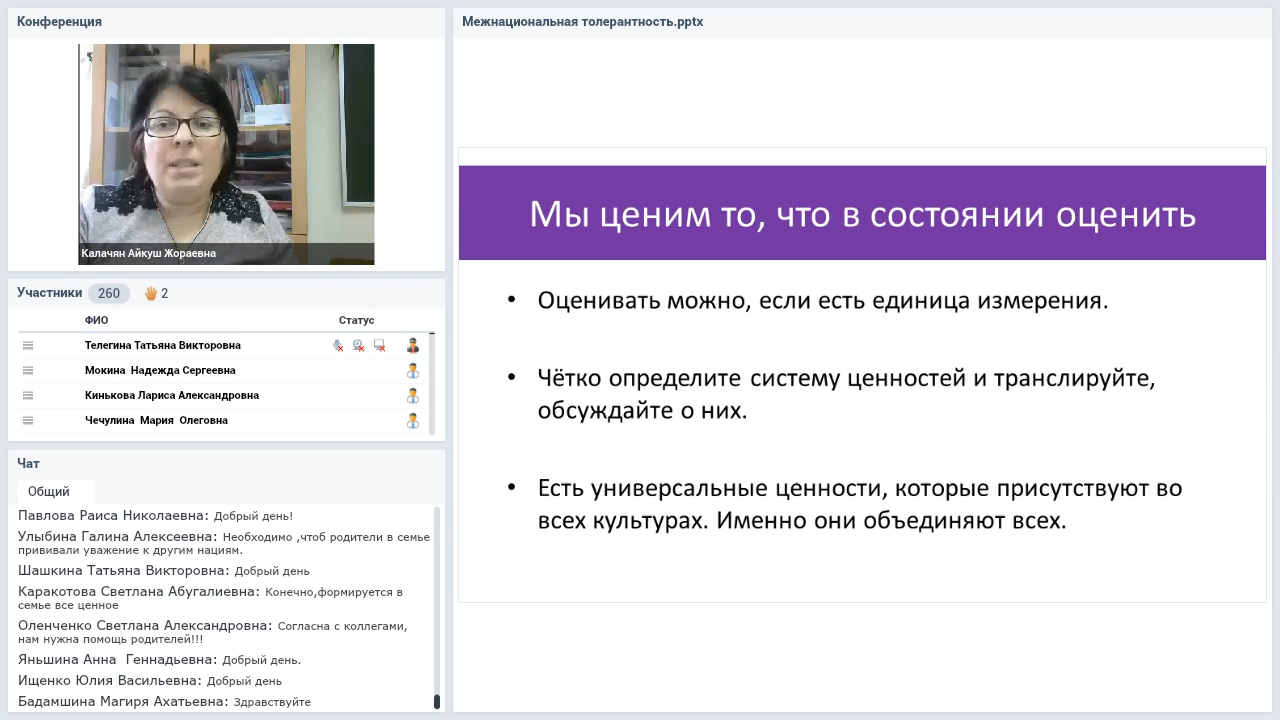 Конференция
Калачян Айкуш Жораевна
Участники 260 2
ФИО Статус
Телегина Татьяна Викторовна
Мокина Надежда Сергеевна
Кинькова Лариса Александровна
Чечулина Мария Олеговна
Чат
Общий
Павлова Раиса Николаевна: Добрый день!
Улыбина Галина Алексеевна: Необходимо ,чтоб родители в семье
прививали уважение к другим нациям.
Шашкина Татьяна Викторовна: Добрый день
Каракотова Светлана Абугалиевна: Конечно,формируется в
семье все ценное
Оленченко Светлана Александровна: Согласна с коллегами,
нам нужна помощь родителей!!!
Яньшина Анна Геннадьевна: Добрый день.
Ищенко Юлия Васильевна: Добрый день
Бадамшина Магиря Ахатьевна: Здравствуйте
Межнациональная толерантность.pptx
Мы ценим то, что в состоянии оценить
• Оценивать можно, если есть единица измерения.
• Чётко определите систему ценностей и транслируйте,
обсуждайте о них.
• Есть универсальные ценности, которые присутствуют во
всех культурах. Именно они объединяют всех.